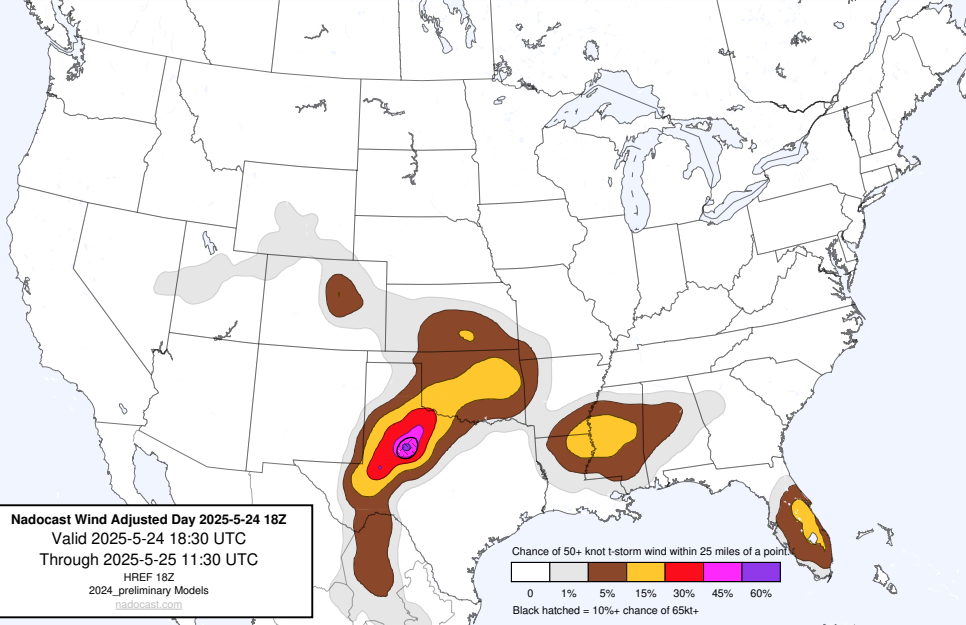 Nadocast Wind Adjusted Day 2025-5-24 18Z
Valid 2025-5-24 18:30 UTC
Through 2025-5-25 11:30 UTC
HREF 18Z
2024_preliminary Models
nadocast.com
Chance of 50+ knot t-storm wind within 25 miles of a point.
0 1% 5% 15% 30% 45% 60%
Black hatched = 10%+ chance of 65kt+